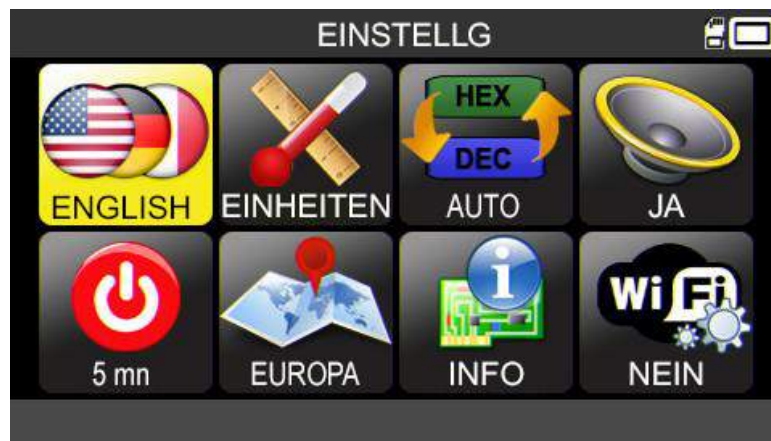 EINSTELLG
HEX
DEC
ENGLISH
EINHEITEN
AUTO
JA
i
Wi Fi
5 mn
EUROPA
INFO
NEIN